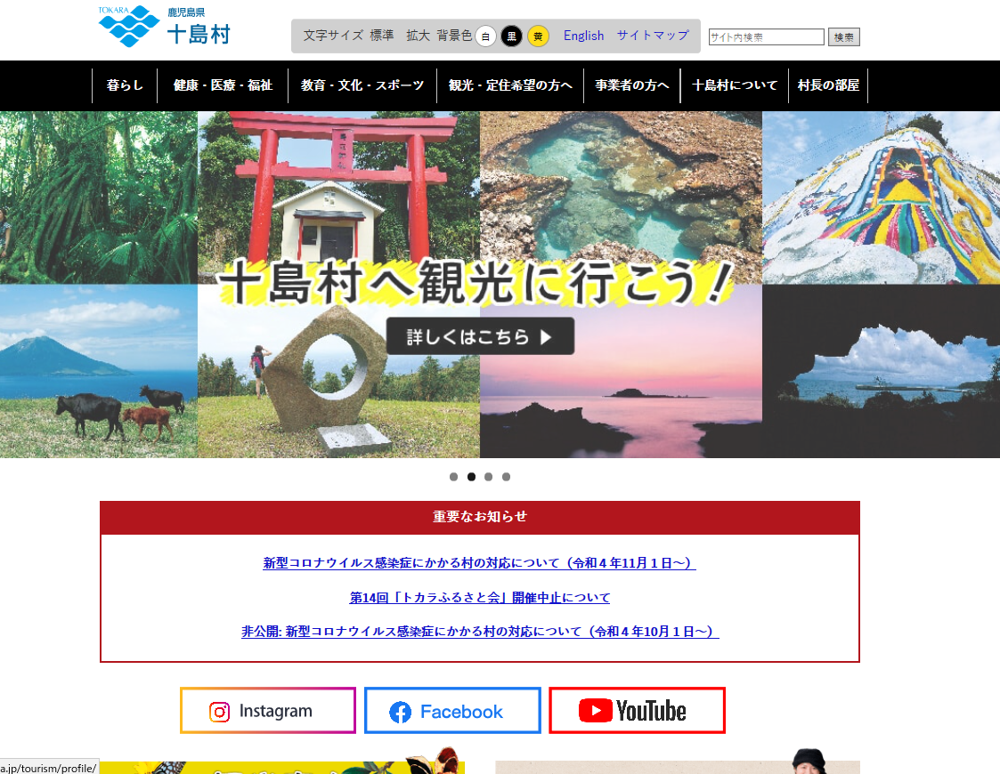 TOKARA 鹿児島県
十島村
文字サイズ 標準 拡大 背景色 白 黒 黄 English サイトマップ サイト内検索 検索
暮らし 健康・医療・福祉 教育・文化・スポーツ 観光・定住希望の方へ 事業者の方へ 十島村について 村長の部屋
十島村へ観光に行こう!
詳しくはこちら ▶
重要なお知らせ
新型コロナウイルス感染症にかかる村の対応について（令和４年11月１日～）
第14回「トカラふるさと会」開催中止について
非公開: 新型コロナウイルス感染症にかかる村の対応について（令和４年10月１日～）
Instagram Facebook YouTube
a.jp/tourism/profile/